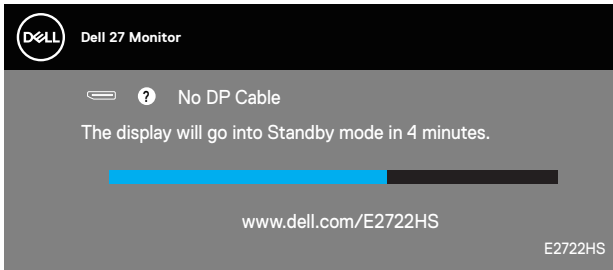 DELL
Dell 27 Monitor
? No DP Cable
The display will go into Standby mode in 4 minutes.
www.dell.com/E2722HS
E2722HS